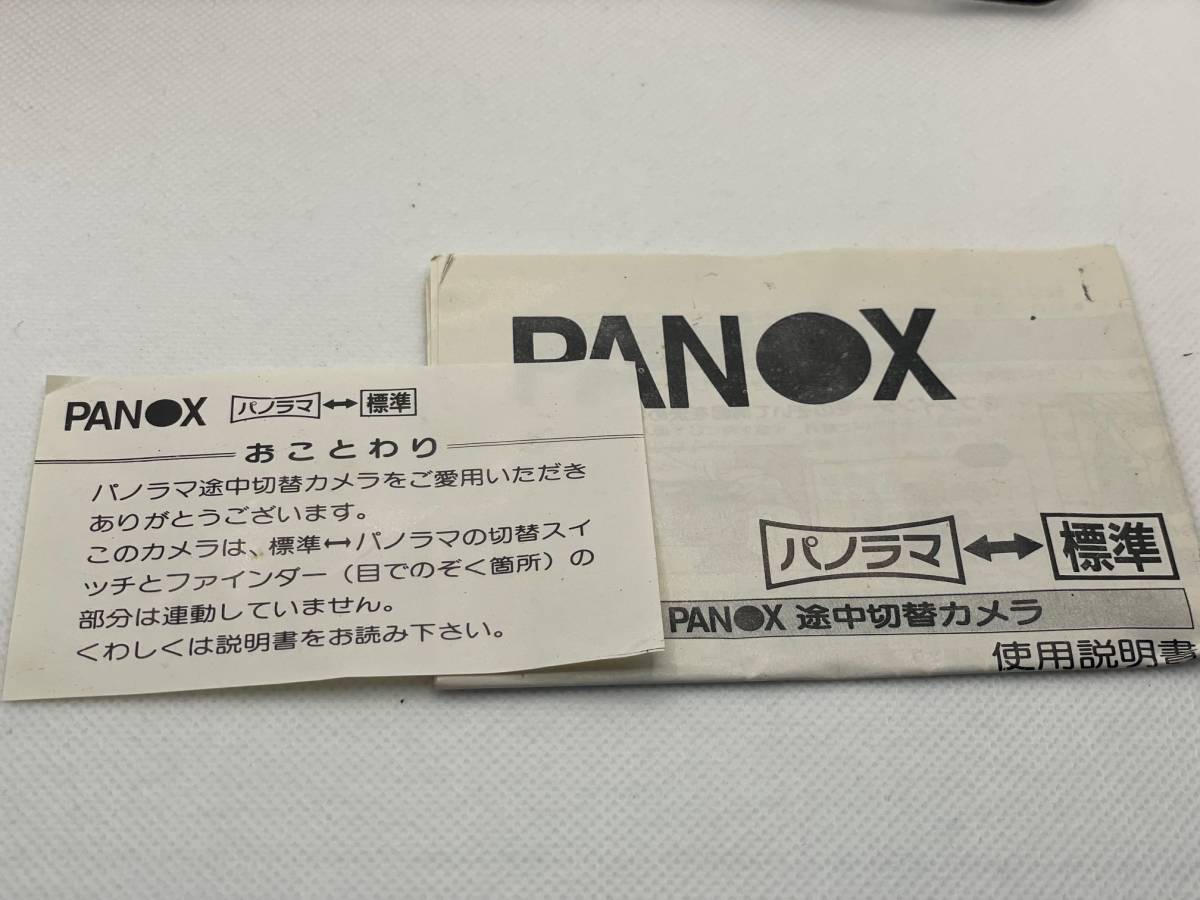 PAN●X パノラマ↔標準
おことわり
パノラマ途中切替カメラをご愛用いただき
ありがとうございます。
このカメラは、標準↔パノラマの切替スイ
ッチとファインダー（目でのぞく箇所）の
部分は連動していません。
くわしくは説明書をお読み下さい。
PAN●X
パノラマ↔標準
PAN●X 途中切替カメラ
使用説明書